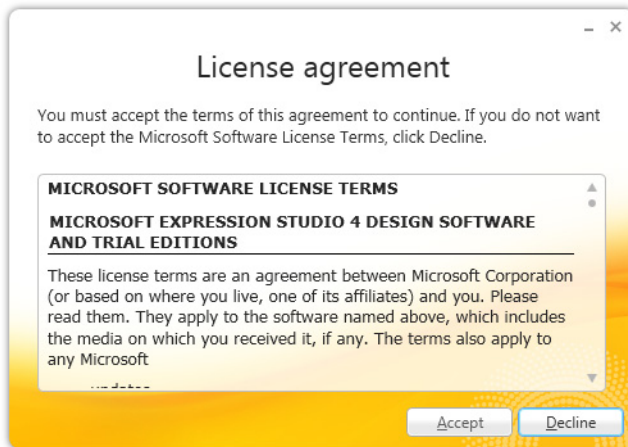 License agreement
You must accept the terms of this agreement to continue. If you do not want
to accept the Microsoft Software License Terms, click Decline.
MICROSOFT SOFTWARE LICENSE TERMS
MICROSOFT EXPRESSION STUDIO 4 DESIGN SOFTWARE
AND TRIAL EDITIONS
These license terms are an agreement between Microsoft Corporation
(or based on where you live, one of its affiliates) and you. Please
read them. They apply to the software named above, which includes
the media on which you received it, if any. The terms also apply to
any Microsoft
Accept
Decline